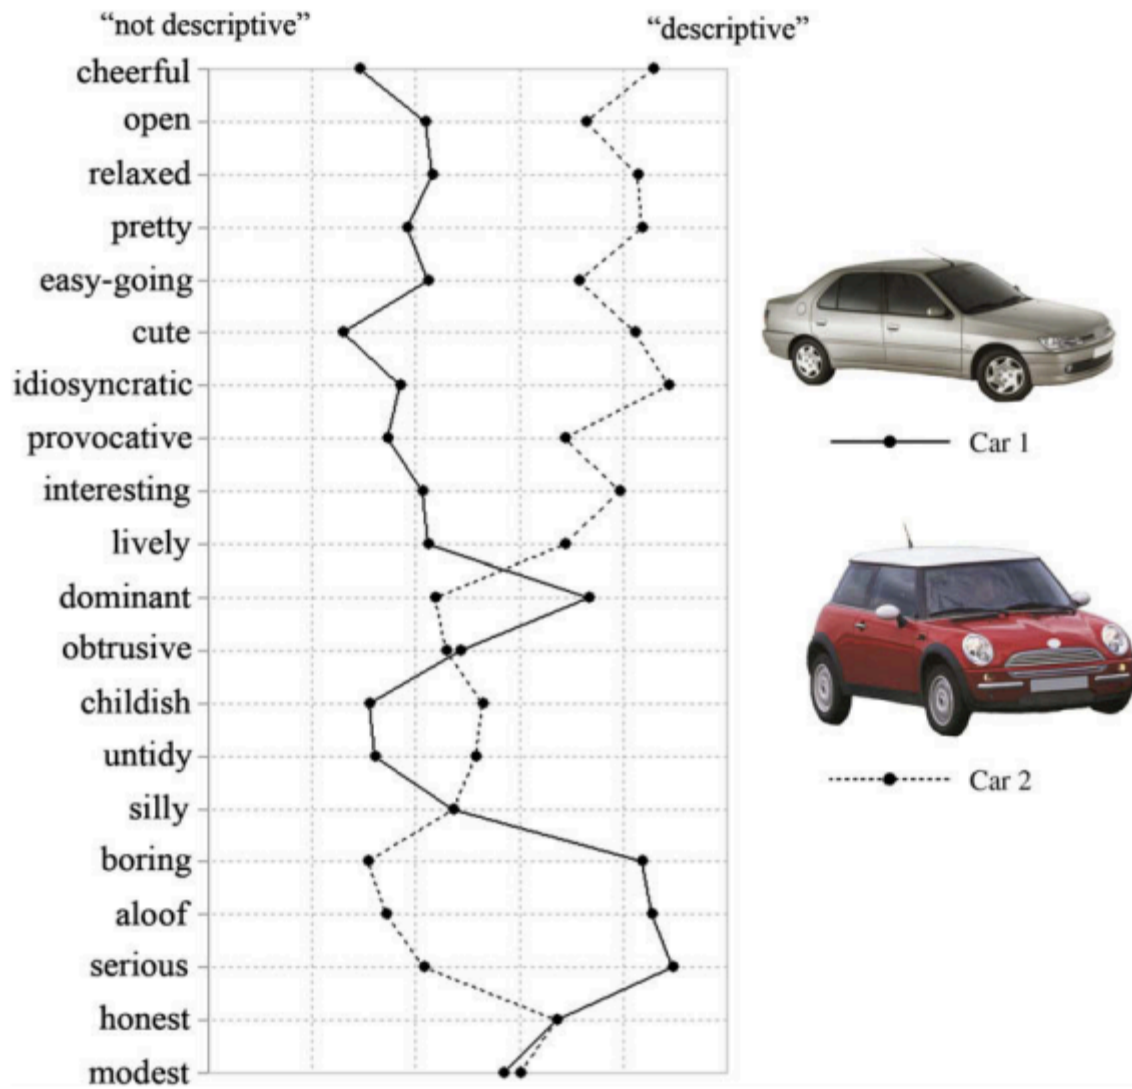 “not descriptive”
“descriptive”
cheerful
open
relaxed
pretty
easy-going
cute
idiosyncratic
provocative
interesting
lively
dominant
obtrusive
childish
untidy
silly
boring
aloof
serious
honest
modest
Car 1
Car 2